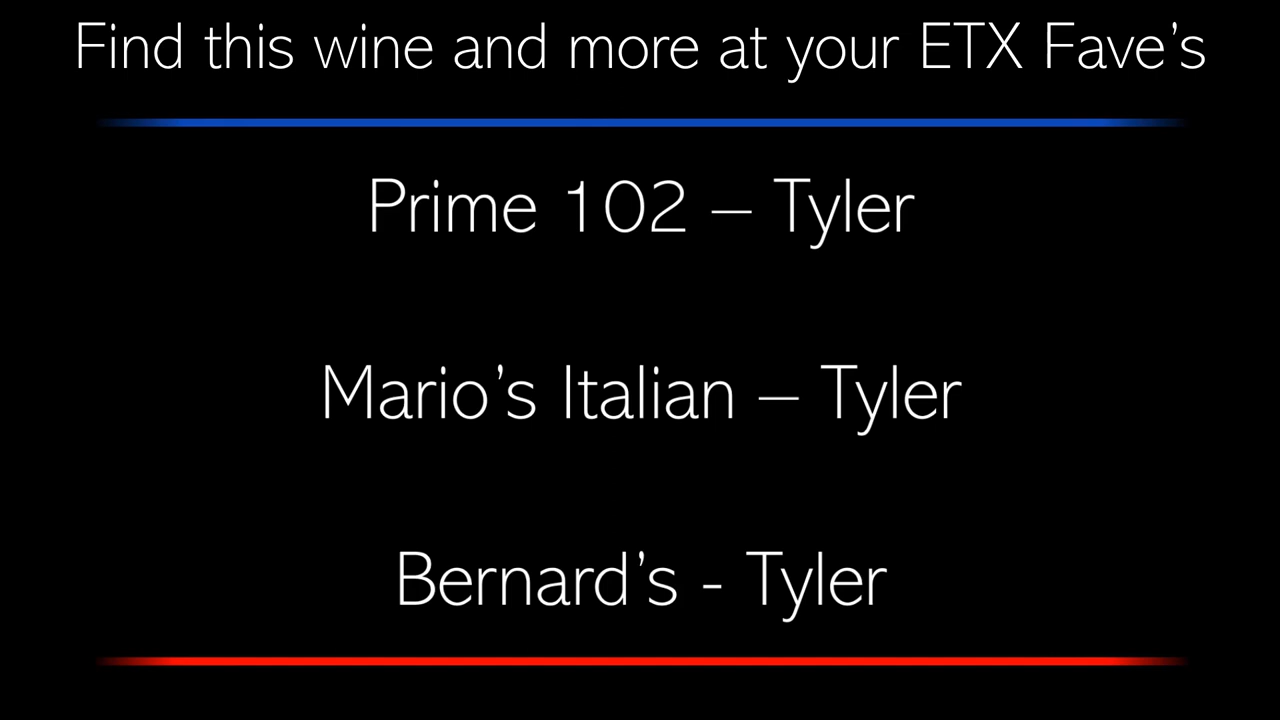 Find this wine and more at your ETX Fave’s
Prime 102 – Tyler
Mario’s Italian – Tyler
Bernard’s - Tyler